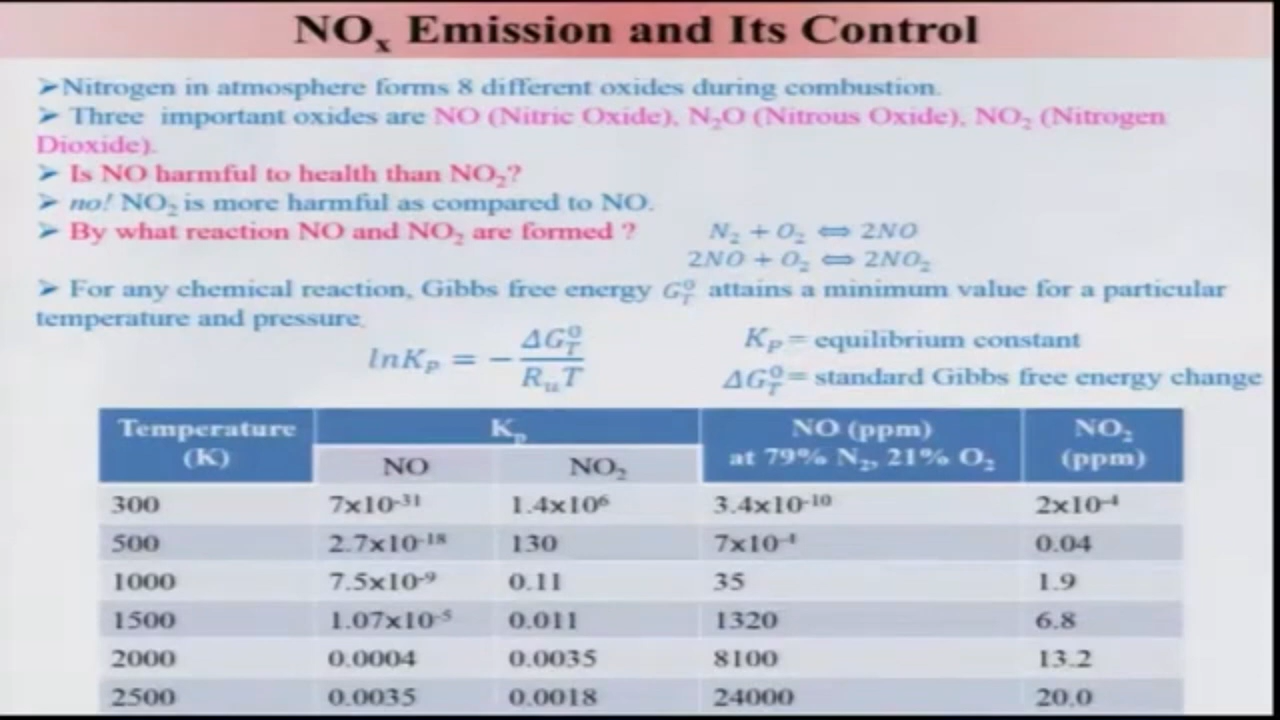 NOₓ Emission and Its Control
➢Nitrogen in atmosphere forms 8 different oxides during combustion.
➢ Three important oxides are NO (Nitric Oxide), N₂O (Nitrous Oxide), NO₂ (Nitrogen
Dioxide).
➢ Is NO harmful to health than NO₂?
➢ no! NO₂ is more harmful as compared to NO.
➢ By what reaction NO and NO₂ are formed ? N₂ + O₂ ⇔ 2NO
2NO + O₂ ⇔ 2NO₂
➢ For any chemical reaction, Gibbs free energy G°_T attains a minimum value for a particular
temperature and pressure.
lnK_P = − ΔG°_T / R_uT
K_P = equilibrium constant
ΔG°_T = standard Gibbs free energy change
Temperature (K) K_p NO (ppm) at 79% N₂, 21% O₂ NO₂ (ppm)
NO NO₂
300 7x10⁻³¹ 1.4x10⁶ 3.4x10⁻¹⁰ 2x10⁻⁴
500 2.7x10⁻¹⁸ 130 7x10⁻⁴ 0.04
1000 7.5x10⁻⁹ 0.11 35 1.9
1500 1.07x10⁻⁵ 0.011 1320 6.8
2000 0.0004 0.0035 8100 13.2
2500 0.0035 0.0018 24000 20.0